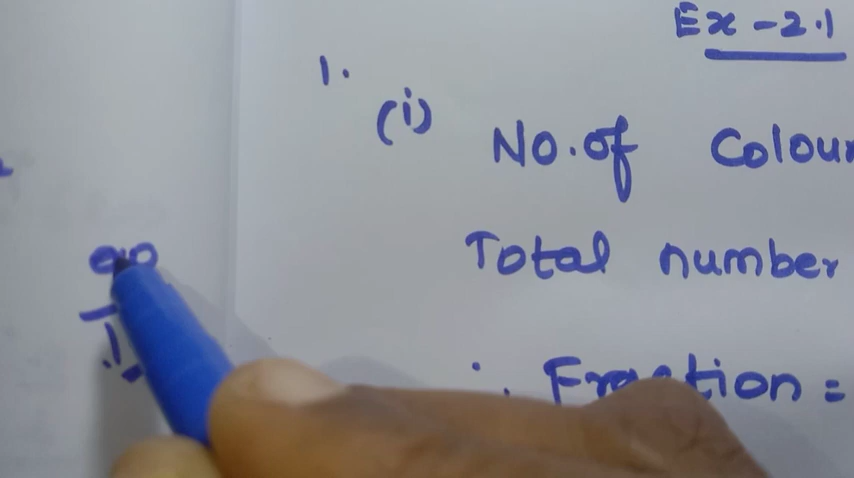 Ex - 2.1
1.
(i) No. of Colour
Total number
∴ Fraction =